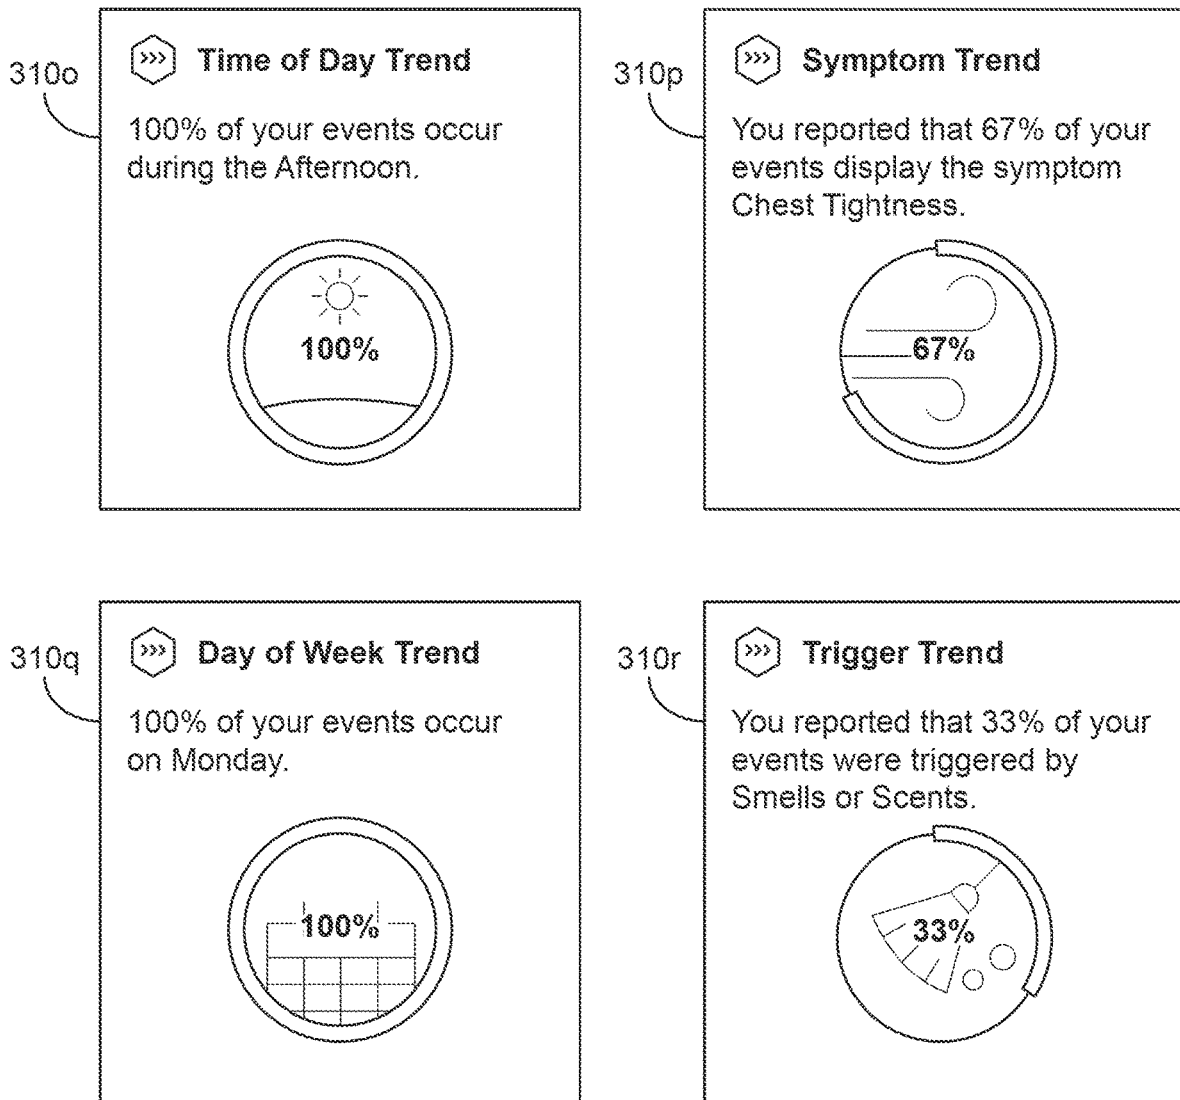 310o
Time of Day Trend
100% of your events occur
during the Afternoon.
100%
310p
Symptom Trend
You reported that 67% of your
events display the symptom
Chest Tightness.
67%
310q
Day of Week Trend
100% of your events occur
on Monday.
100%
310r
Trigger Trend
You reported that 33% of your
events were triggered by
Smells or Scents.
33%